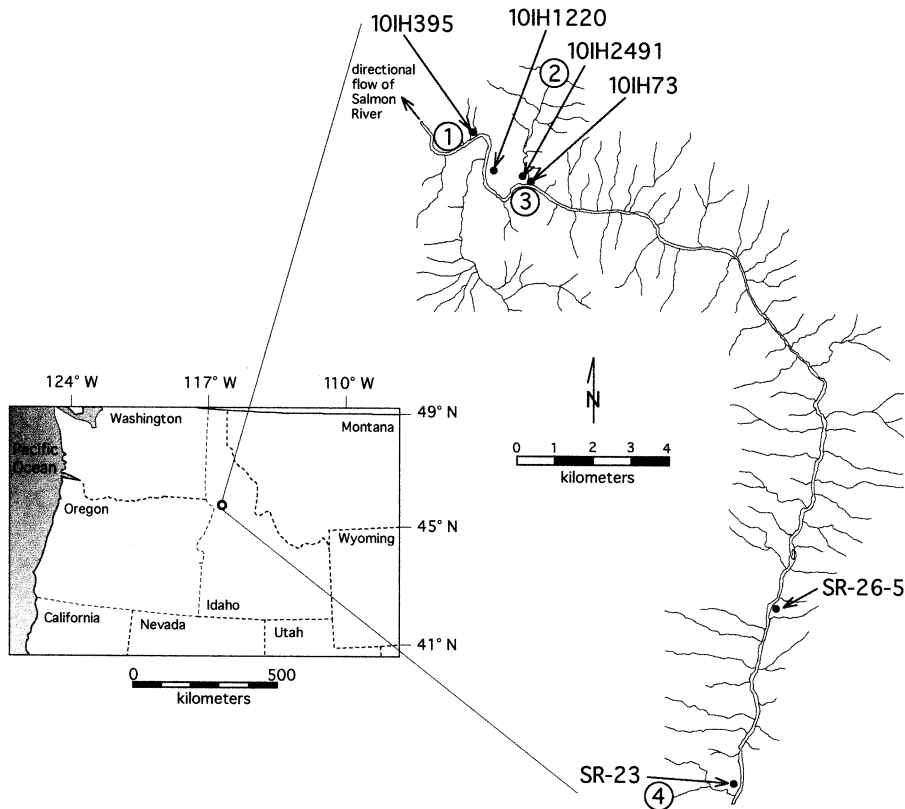 10IH395
10IH1220
10IH2491
2
10IH73
directional
flow of
Salmon
River
1
3
N
0 1 2 3 4
kilometers
124° W
117° W
110° W
49° N
45° N
41° N
Washington
Montana
Pacific
Ocean
Oregon
Wyoming
Idaho
California
Nevada
Utah
0 500
kilometers
SR-26-5
SR-23
4